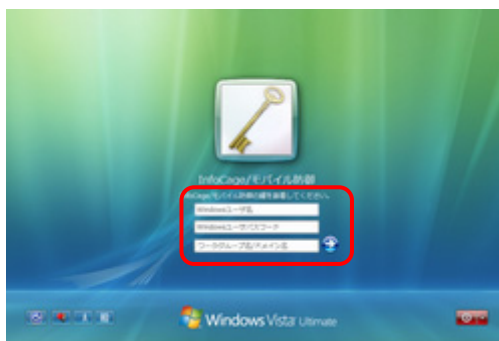 InfoCage/モバイル防御
InfoCage/モバイル防御の鍵を装着してください。
Windowsユーザ名
Windowsユーザパスワード
ワークグループ名/ドメイン名
Windows Vista Ultimate